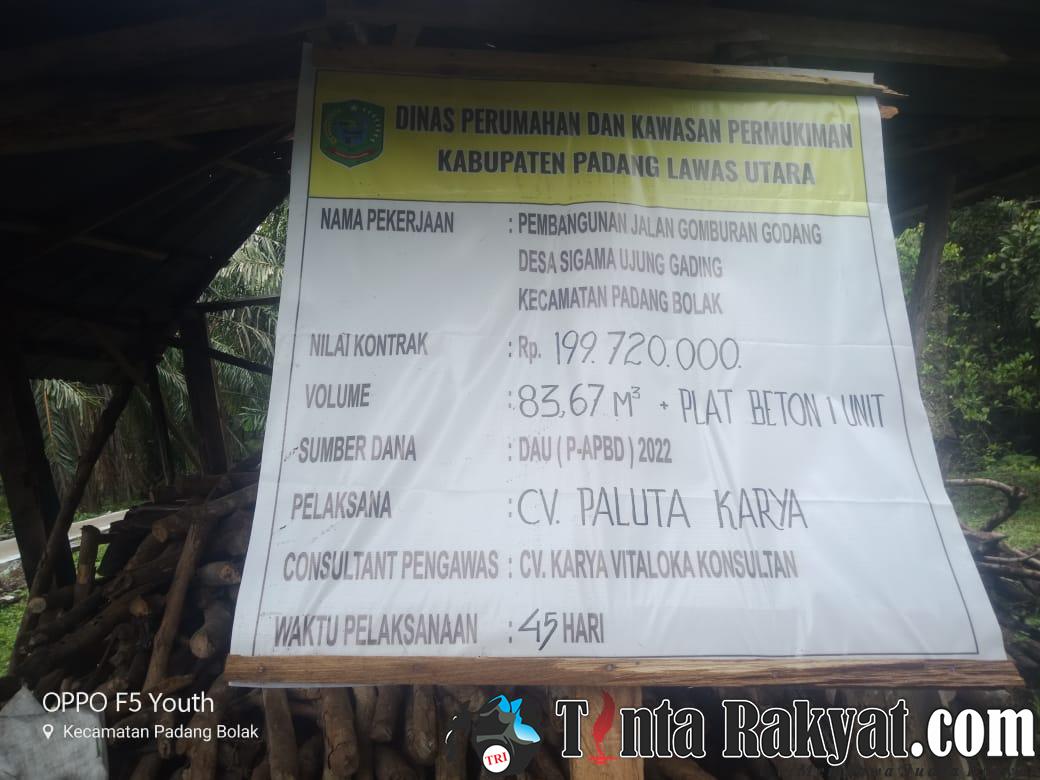 DINAS PERUMAHAN DAN KAWASAN PERMUKIMAN
KABUPATEN PADANG LAWAS UTARA
NAMA PEKERJAAN : PEMBANGUNAN JALAN GOMBURAN GODANG
DESA SIGAMA UJUNG GADING
KECAMATAN PADANG BOLAK
NILAI KONTRAK : Rp. 199.720.000.
VOLUME : 83,67 M³ + PLAT BETON 1 UNIT
SUMBER DANA : DAU ( P-APBD ) 2022
PELAKSANA : CV. PALUTA KARYA
CONSULTANT PENGAWAS : CV. KARYA VITALOKA KONSULTAN
WAKTU PELAKSANAAN : 45 HARI
OPPO F5 Youth
Kecamatan Padang Bolak
TRI
Tinta Rakyat.com